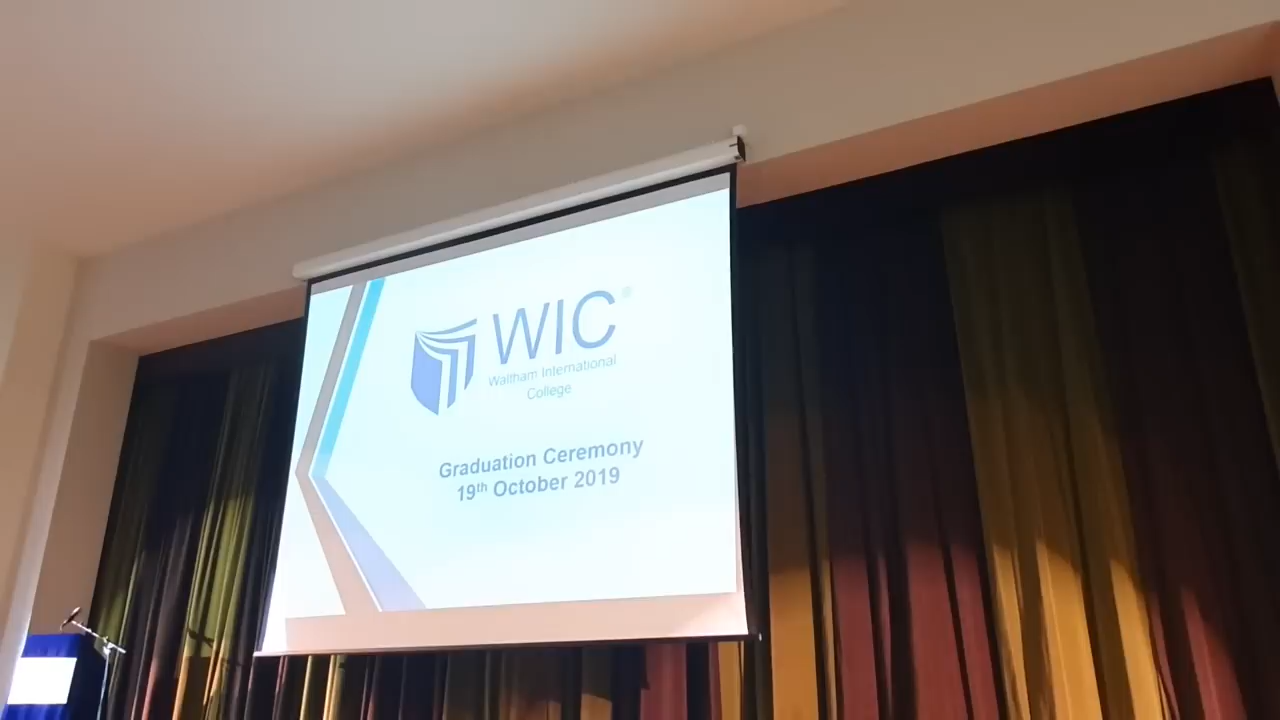 WIC®
Waltham International
College
Graduation Ceremony
19th October 2019